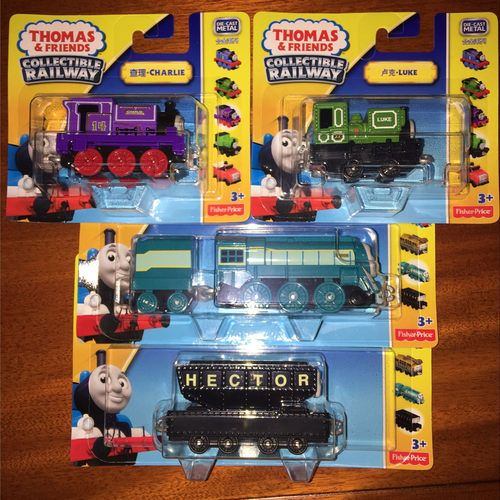 THOMAS
& FRIENDS
COLLECTIBLE
RAILWAY
DIE-CAST
METAL
查理·CHARLIE
14
3+
Fisher-Price
THOMAS
& FRIENDS
COLLECTIBLE
RAILWAY
DIE-CAST
METAL
卢克·LUKE
LUKE
3+
Fisher-Price
3+
Fisher-Price
HECTOR
3+
Fisher-Price